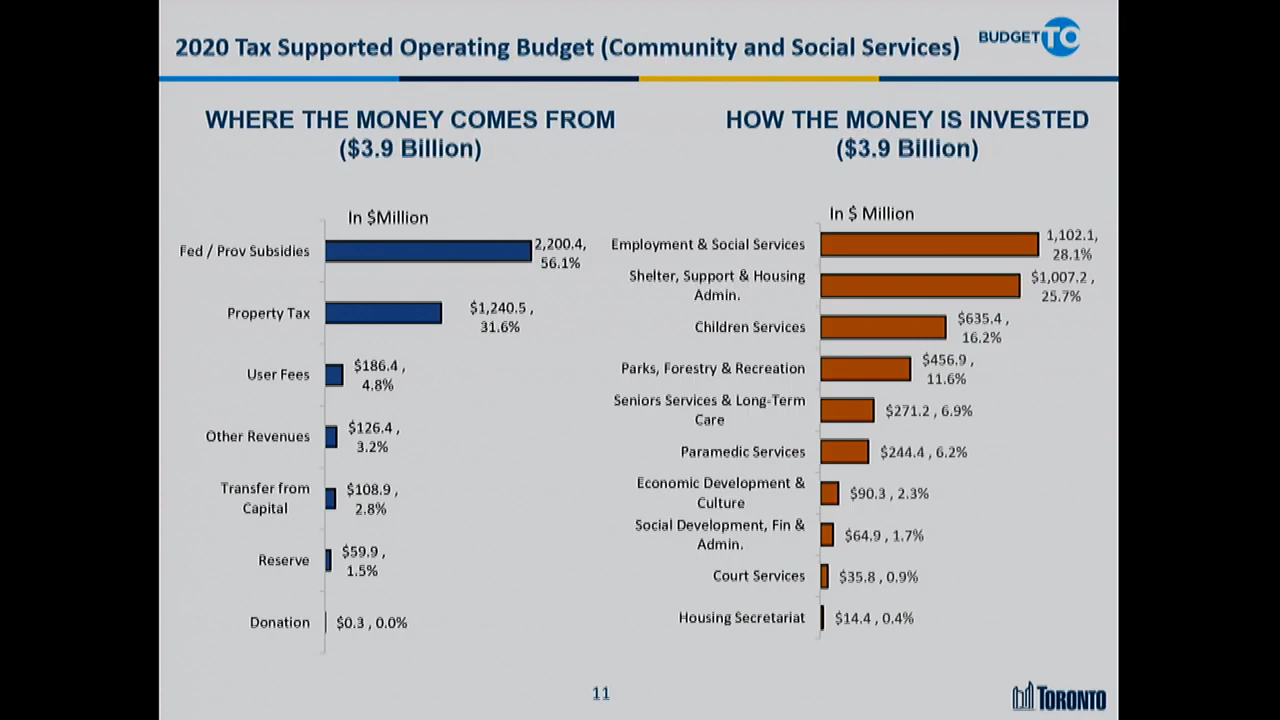 2020 Tax Supported Operating Budget (Community and Social Services)
BUDGETTO
WHERE THE MONEY COMES FROM
($3.9 Billion)
In $Million
Fed / Prov Subsidies
2,200.4,
56.1%
Property Tax
$1,240.5 ,
31.6%
User Fees
$186.4 ,
4.8%
Other Revenues
$126.4 ,
3.2%
Transfer from
Capital
$108.9 ,
2.8%
Reserve
$59.9 ,
1.5%
Donation
$0.3 , 0.0%
HOW THE MONEY IS INVESTED
($3.9 Billion)
In $ Million
Employment & Social Services
1,102.1,
28.1%
Shelter, Support & Housing
Admin.
$1,007.2 ,
25.7%
Children Services
$635.4 ,
16.2%
Parks, Forestry & Recreation
$456.9 ,
11.6%
Seniors Services & Long-Term
Care
$271.2 , 6.9%
Paramedic Services
$244.4 , 6.2%
Economic Development &
Culture
$90.3 , 2.3%
Social Development, Fin &
Admin.
$64.9 , 1.7%
Court Services
$35.8 , 0.9%
Housing Secretariat
$14.4 , 0.4%
11
TORONTO